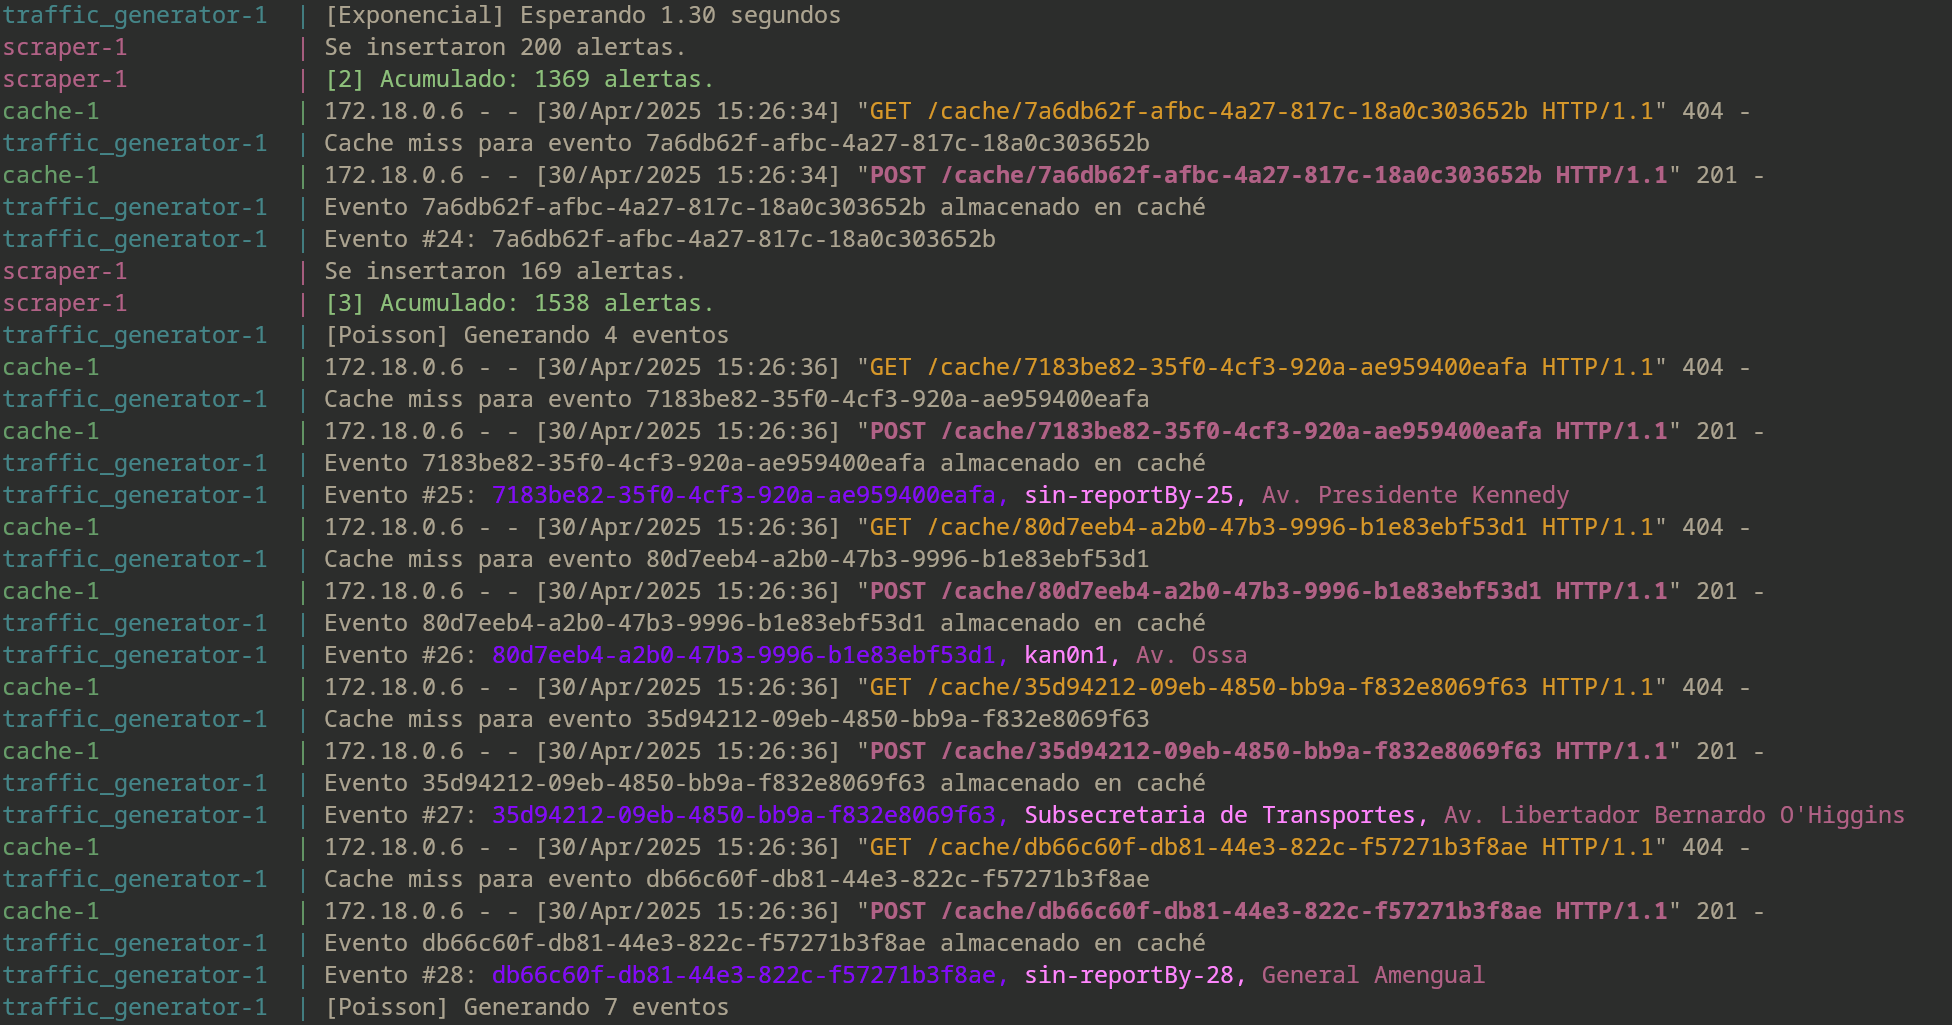 traffic_generator-1 | [Exponencial] Esperando 1.30 segundos
scraper-1 | Se insertaron 200 alertas.
scraper-1 | [2] Acumulado: 1369 alertas.
cache-1 | 172.18.0.6 - - [30/Apr/2025 15:26:34] "GET /cache/7a6db62f-afbc-4a27-817c-18a0c303652b HTTP/1.1" 404 -
traffic_generator-1 | Cache miss para evento 7a6db62f-afbc-4a27-817c-18a0c303652b
cache-1 | 172.18.0.6 - - [30/Apr/2025 15:26:34] "POST /cache/7a6db62f-afbc-4a27-817c-18a0c303652b HTTP/1.1" 201 -
traffic_generator-1 | Evento 7a6db62f-afbc-4a27-817c-18a0c303652b almacenado en caché
traffic_generator-1 | Evento #24: 7a6db62f-afbc-4a27-817c-18a0c303652b
scraper-1 | Se insertaron 169 alertas.
scraper-1 | [3] Acumulado: 1538 alertas.
traffic_generator-1 | [Poisson] Generando 4 eventos
cache-1 | 172.18.0.6 - - [30/Apr/2025 15:26:36] "GET /cache/7183be82-35f0-4cf3-920a-ae959400eafa HTTP/1.1" 404 -
traffic_generator-1 | Cache miss para evento 7183be82-35f0-4cf3-920a-ae959400eafa
cache-1 | 172.18.0.6 - - [30/Apr/2025 15:26:36] "POST /cache/7183be82-35f0-4cf3-920a-ae959400eafa HTTP/1.1" 201 -
traffic_generator-1 | Evento 7183be82-35f0-4cf3-920a-ae959400eafa almacenado en caché
traffic_generator-1 | Evento #25: 7183be82-35f0-4cf3-920a-ae959400eafa, sin-reportBy-25, Av. Presidente Kennedy
cache-1 | 172.18.0.6 - - [30/Apr/2025 15:26:36] "GET /cache/80d7eeb4-a2b0-47b3-9996-b1e83ebf53d1 HTTP/1.1" 404 -
traffic_generator-1 | Cache miss para evento 80d7eeb4-a2b0-47b3-9996-b1e83ebf53d1
cache-1 | 172.18.0.6 - - [30/Apr/2025 15:26:36] "POST /cache/80d7eeb4-a2b0-47b3-9996-b1e83ebf53d1 HTTP/1.1" 201 -
traffic_generator-1 | Evento 80d7eeb4-a2b0-47b3-9996-b1e83ebf53d1 almacenado en caché
traffic_generator-1 | Evento #26: 80d7eeb4-a2b0-47b3-9996-b1e83ebf53d1, kan0n1, Av. Ossa
cache-1 | 172.18.0.6 - - [30/Apr/2025 15:26:36] "GET /cache/35d94212-09eb-4850-bb9a-f832e8069f63 HTTP/1.1" 404 -
traffic_generator-1 | Cache miss para evento 35d94212-09eb-4850-bb9a-f832e8069f63
cache-1 | 172.18.0.6 - - [30/Apr/2025 15:26:36] "POST /cache/35d94212-09eb-4850-bb9a-f832e8069f63 HTTP/1.1" 201 -
traffic_generator-1 | Evento 35d94212-09eb-4850-bb9a-f832e8069f63 almacenado en caché
traffic_generator-1 | Evento #27: 35d94212-09eb-4850-bb9a-f832e8069f63, Subsecretaria de Transportes, Av. Libertador Bernardo O'Higgins
cache-1 | 172.18.0.6 - - [30/Apr/2025 15:26:36] "GET /cache/db66c60f-db81-44e3-822c-f57271b3f8ae HTTP/1.1" 404 -
traffic_generator-1 | Cache miss para evento db66c60f-db81-44e3-822c-f57271b3f8ae
cache-1 | 172.18.0.6 - - [30/Apr/2025 15:26:36] "POST /cache/db66c60f-db81-44e3-822c-f57271b3f8ae HTTP/1.1" 201 -
traffic_generator-1 | Evento db66c60f-db81-44e3-822c-f57271b3f8ae almacenado en caché
traffic_generator-1 | Evento #28: db66c60f-db81-44e3-822c-f57271b3f8ae, sin-reportBy-28, General Amengual
traffic_generator-1 | [Poisson] Generando 7 eventos